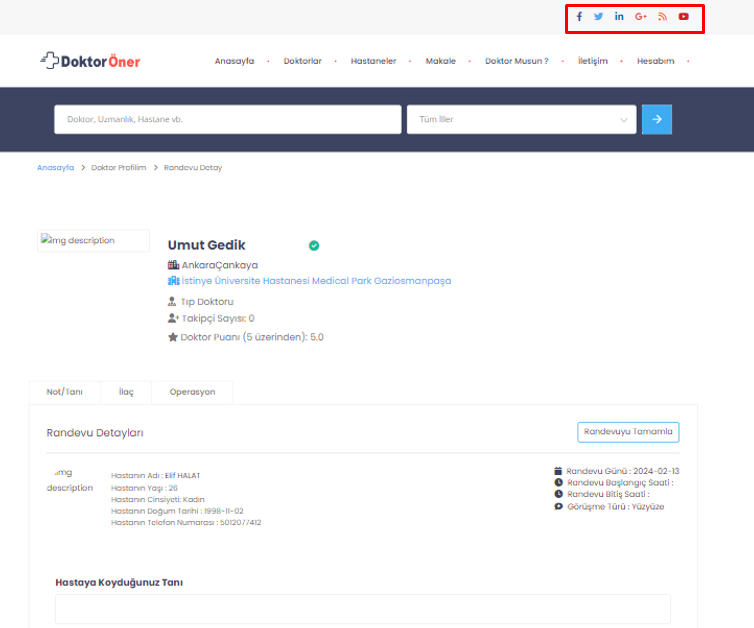 DoktorÖner
Anasayfa Doktorlar Hastaneler Makale Doktor Musun ? İletişim Hesabım
Doktor, Uzmanlık, Hastane vb. Tüm İller
Anasayfa > Doktor Profilim > Randevu Detay
img description
Umut Gedik
AnkaraÇankaya
İstinye Üniversite Hastanesi Medical Park Gaziosmanpaşa
Tıp Doktoru
Takipçi Sayısı: 0
Doktor Puanı (5 üzerinden): 5.0
Not/Tanı İlaç Operasyon
Randevu Detayları Randevuyu Tamamla
img
description
Hastanın Adı : Elif HALAT
Hastanın Yaşı : 26
Hastanın Cinsiyeti: Kadın
Hastanın Doğum Tarihi : 1998-11-02
Hastanın Telefon Numarası : 5012077412
Randevu Günü : 2024-02-13
Randevu Başlangıç Saati :
Randevu Bitiş Saati :
Görüşme Türü : Yüzyüze
Hastaya Koyduğunuz Tanı